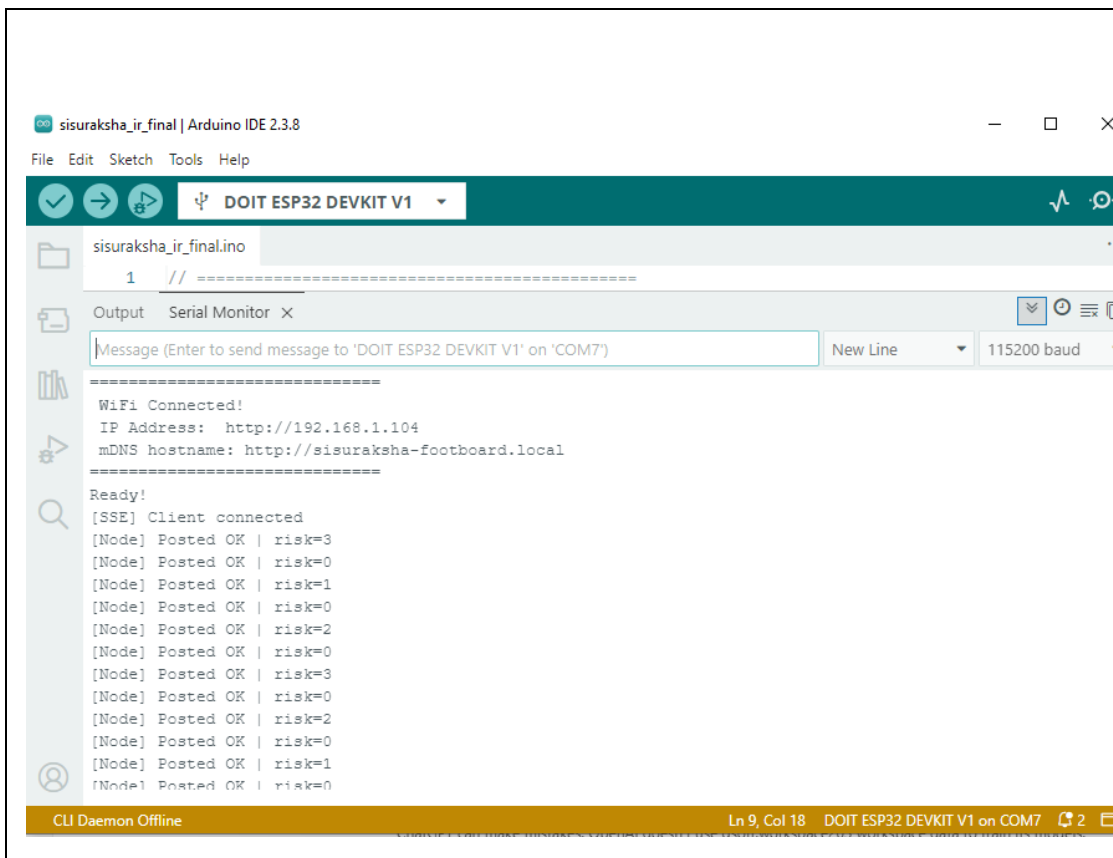 sisuraksha_ir_final | Arduino IDE 2.3.8
File Edit Sketch Tools Help
DOIT ESP32 DEVKIT V1
sisuraksha_ir_final.ino
1 // ==============================================
Output Serial Monitor
Message (Enter to send message to 'DOIT ESP32 DEVKIT V1' on 'COM7')
New Line
115200 baud
==============================
WiFi Connected!
IP Address: http://192.168.1.104
mDNS hostname: http://sisuraksha-footboard.local
==============================
Ready!
[SSE] Client connected
[Node] Posted OK | risk=3
[Node] Posted OK | risk=0
[Node] Posted OK | risk=1
[Node] Posted OK | risk=0
[Node] Posted OK | risk=2
[Node] Posted OK | risk=0
[Node] Posted OK | risk=3
[Node] Posted OK | risk=0
[Node] Posted OK | risk=2
[Node] Posted OK | risk=0
[Node] Posted OK | risk=1
[Node] Posted OK | risk=0
CLI Daemon Offline
Ln 9, Col 18 DOIT ESP32 DEVKIT V1 on COM7 2